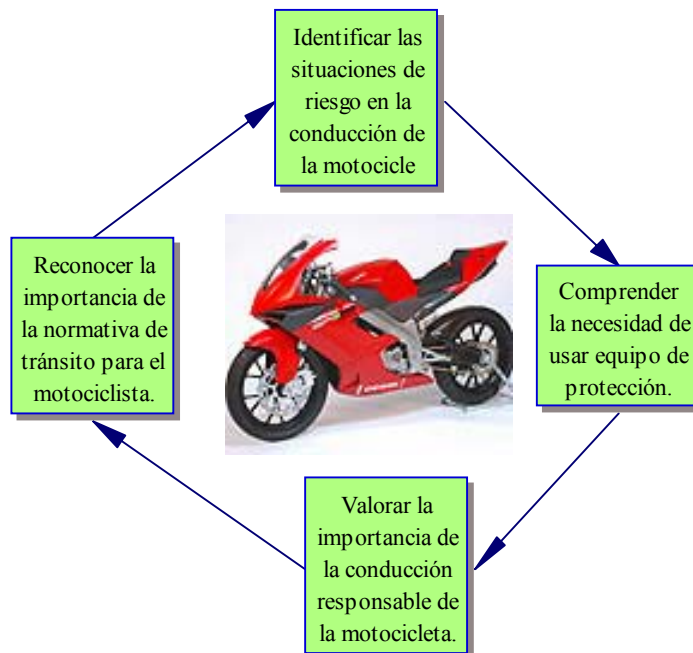 Identificar las
situaciones de
riesgo en la
conducción de
la motocicle
Comprender
la necesidad de
usar equipo de
protección.
Valorar la
importancia de
la conducción
responsable de
la motocicleta.
Reconocer la
importancia de
la normativa de
tránsito para el
motociclista.